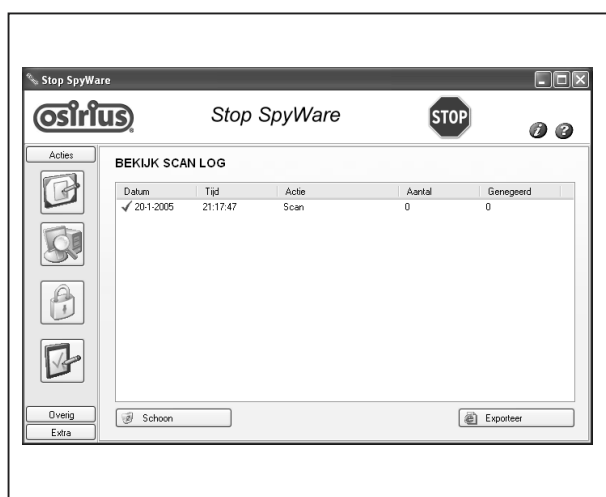 Stop SpyWare
osirius
Stop SpyWare
STOP
Acties
BEKIJK SCAN LOG
Datum Tijd Actie Aantal Genegeerd
20-1-2005 21:17:47 Scan 0 0
Overig
Extra
Schoon
Exporteer